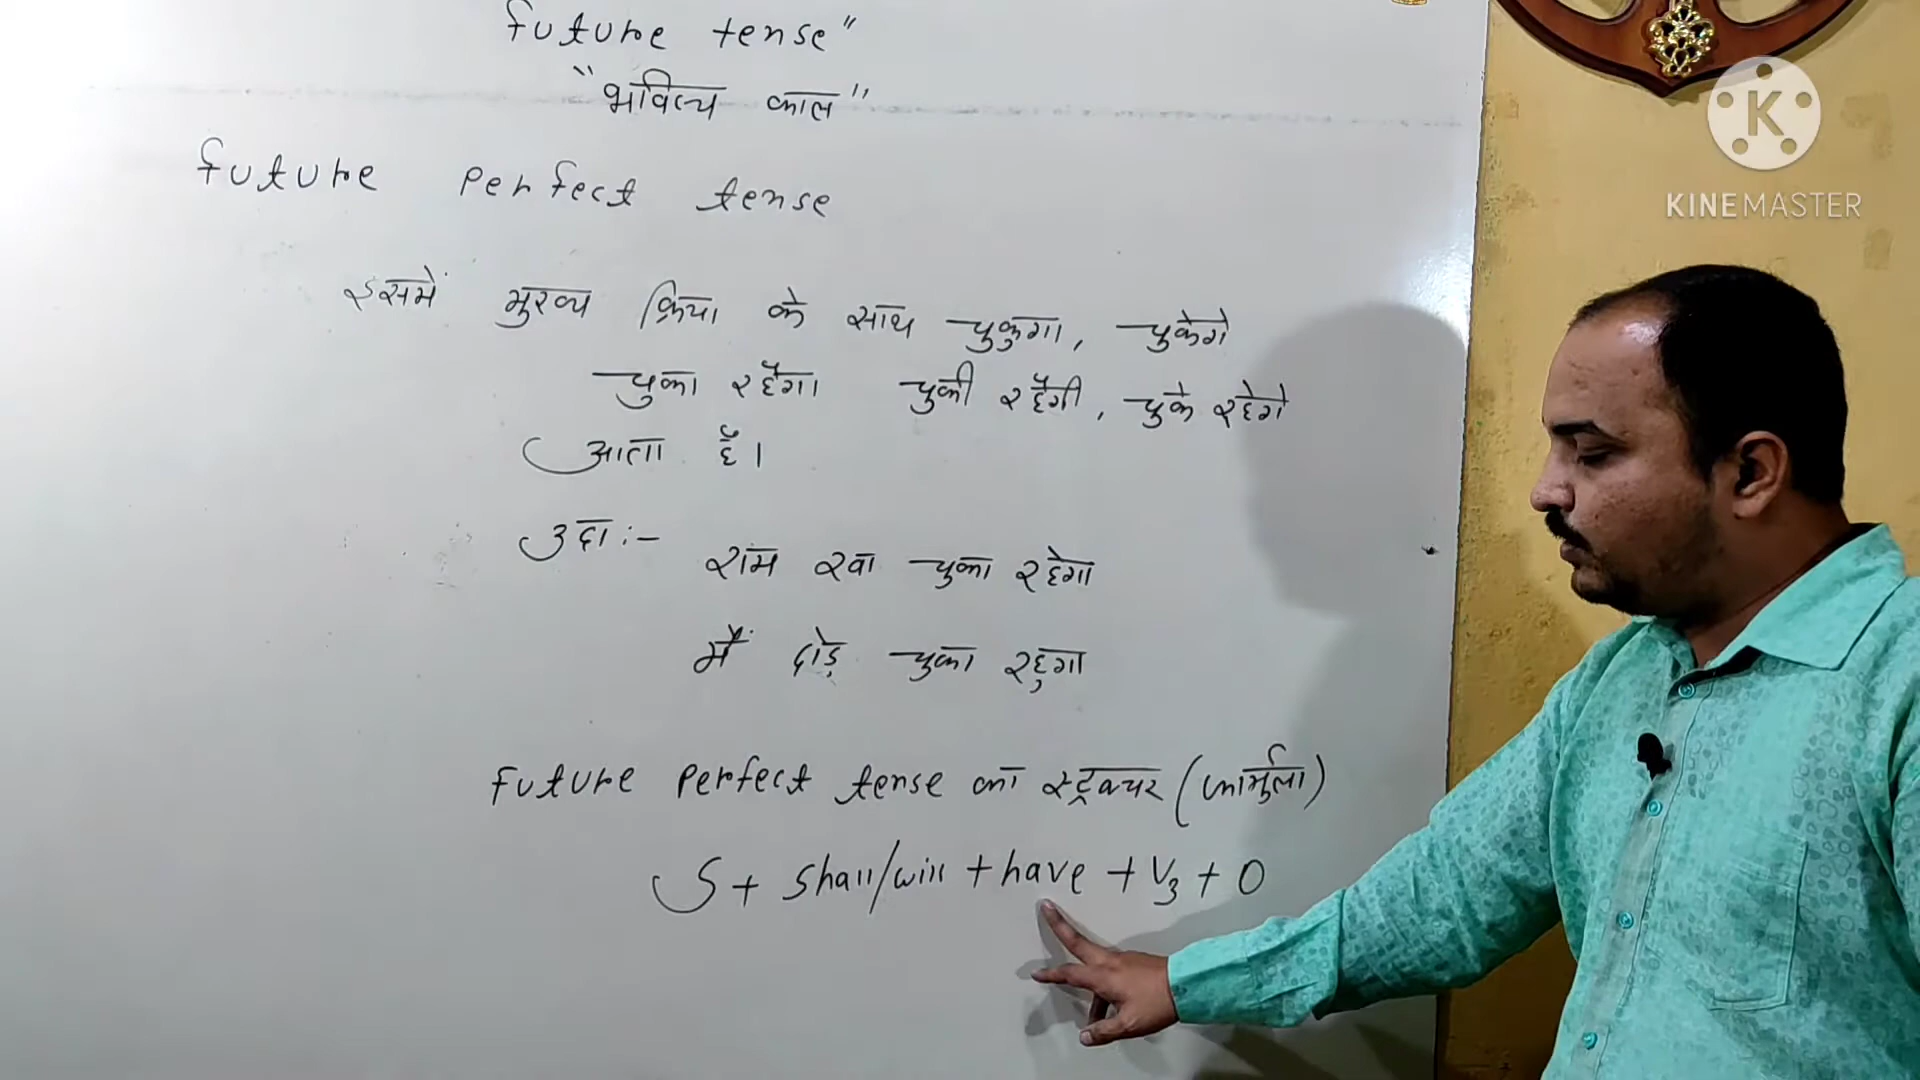 future tense"
"भविष्य काल"
future perfect tense
इसमें मुख्य क्रिया के साथ चुकुगा, चुकेगे
चुका रहेगा चुकी रहेगी, चुके रहेगे
आता है।
उदा :-
राम खा चुका रहेगा
मैं दोड़ चुका रहुगा
Future Perfect tense का स्ट्रक्चर (फार्मुला)
S + shall/will + have + V3 + O
K
KINEMASTER